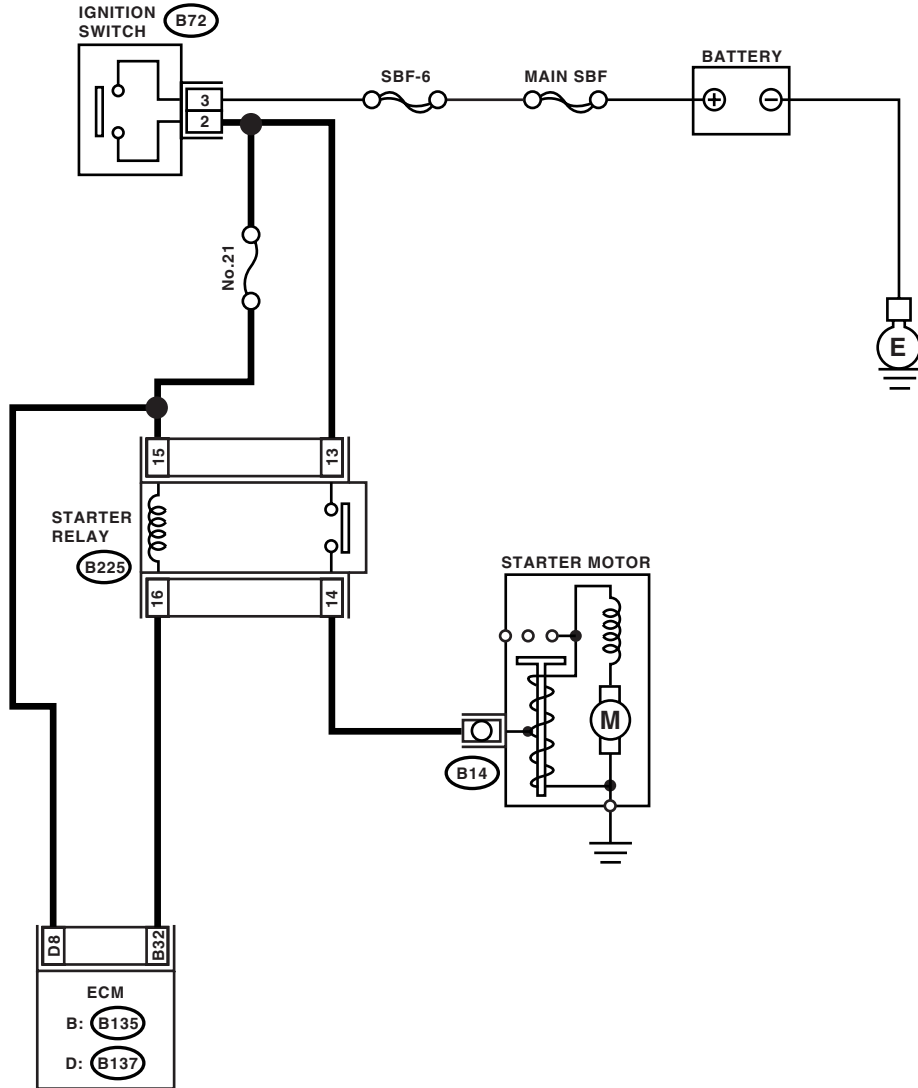 IGNITION
SWITCH
B72
3
2
SBF-6
MAIN SBF
BATTERY
+
−
No.21
E
15
13
STARTER
RELAY
B225
16
14
STARTER MOTOR
M
B14
D8
B32
ECM
B: B135
D: B137